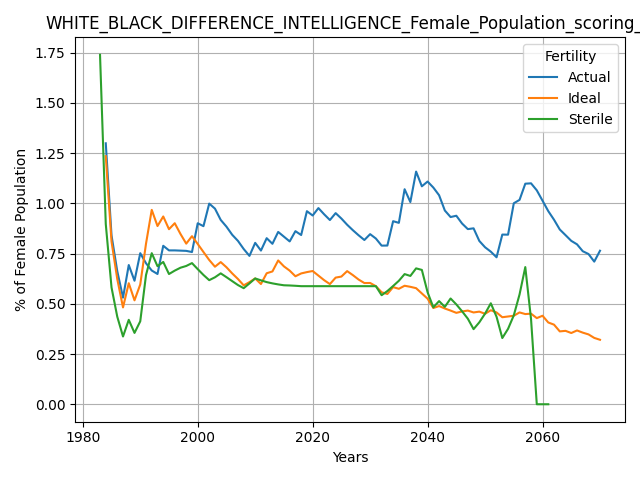 WHITE_BLACK_DIFFERENCE_INTELLIGENCE_Female_Population_scoring_
Fertility
Actual
Ideal
Sterile
% of Female Population
1.75
1.50
1.25
1.00
0.75
0.50
0.25
0.00
1980 2000 2020 2040 2060
Years